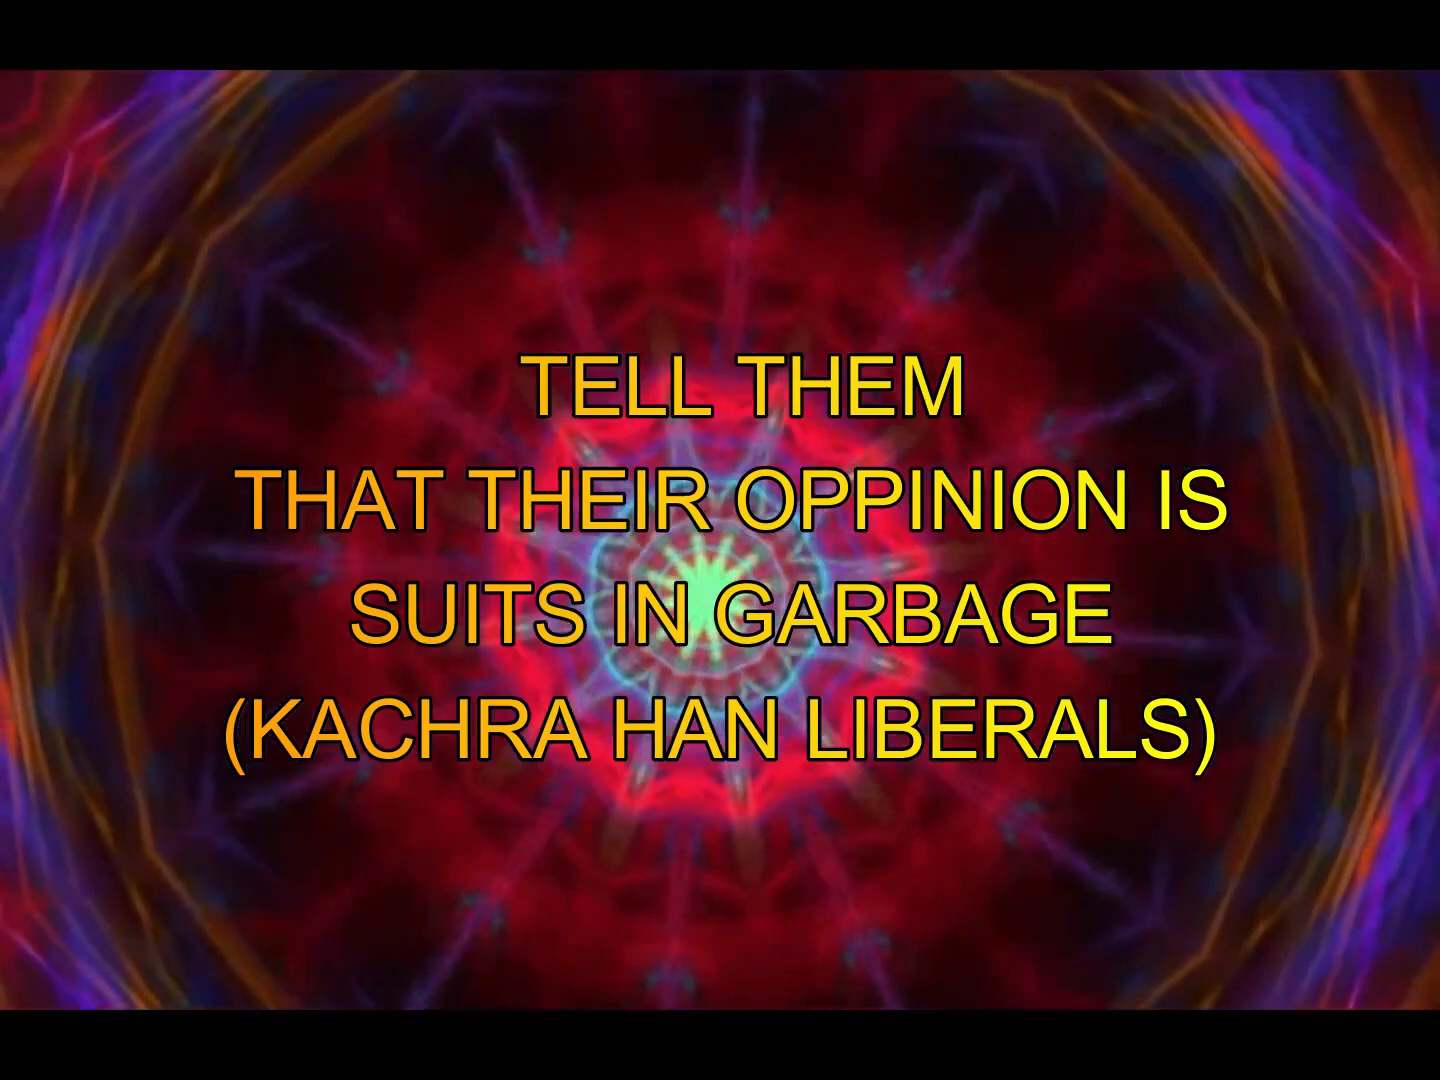 TELL THEM
THAT THEIR OPPINION IS
SUITS IN GARBAGE
(KACHRA HAN LIBERALS)